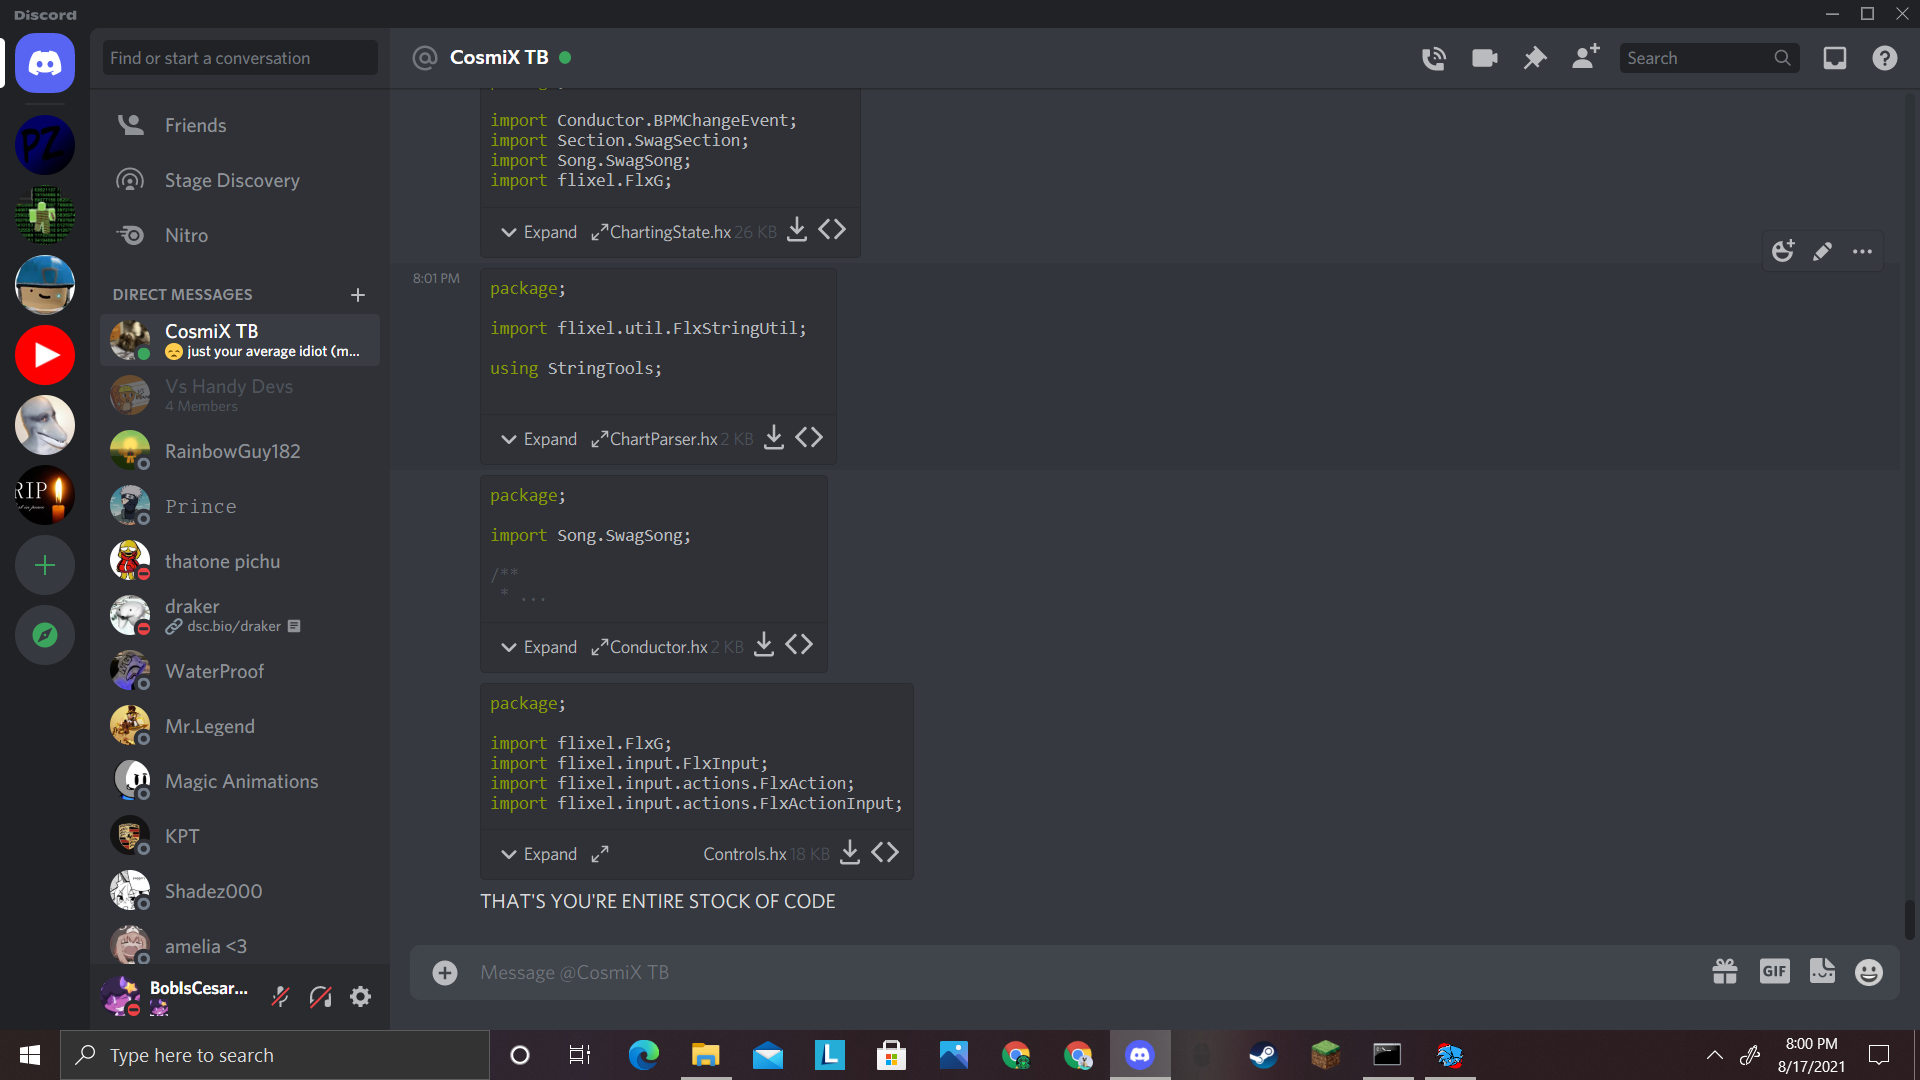 Discord
Find or start a conversation
CosmiX TB
Search
Friends
Stage Discovery
Nitro
DIRECT MESSAGES
CosmiX TB
just your average idiot (m...
Vs Handy Devs
4 Members
RainbowGuy182
Prince
thatone pichu
draker
dsc.bio/draker
WaterProof
Mr.Legend
Magic Animations
KPT
Shadez000
amelia <3
BobIsCesar...
PZ
RIP
import Conductor.BPMChangeEvent;
import Section.SwagSection;
import Song.SwagSong;
import flixel.FlxG;
Expand ChartingState.hx 26 KB
8:01 PM
package;
import flixel.util.FlxStringUtil;
using StringTools;
Expand ChartParser.hx 2 KB
package;
import Song.SwagSong;
/**
* ...
Expand Conductor.hx 2 KB
package;
import flixel.FlxG;
import flixel.input.FlxInput;
import flixel.input.actions.FlxAction;
import flixel.input.actions.FlxActionInput;
Expand Controls.hx 18 KB
THAT'S YOU'RE ENTIRE STOCK OF CODE
Message @CosmiX TB
GIF
Type here to search
L
8:00 PM
8/17/2021